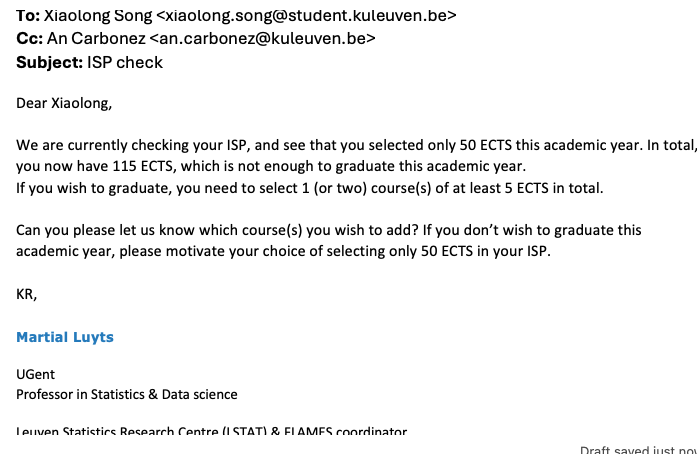 To: Xiaolong Song <xiaolong.song@student.kuleuven.be>
Cc: An Carbonez <an.carbonez@kuleuven.be>
Subject: ISP check
Dear Xiaolong,
We are currently checking your ISP, and see that you selected only 50 ECTS this academic year. In total,
you now have 115 ECTS, which is not enough to graduate this academic year.
If you wish to graduate, you need to select 1 (or two) course(s) of at least 5 ECTS in total.
Can you please let us know which course(s) you wish to add? If you don’t wish to graduate this
academic year, please motivate your choice of selecting only 50 ECTS in your ISP.
KR,
Martial Luyts
UGent
Professor in Statistics & Data science
Leuven Statistics Research Centre (LSTAT) & FLAMES coordinator
Draft saved just now